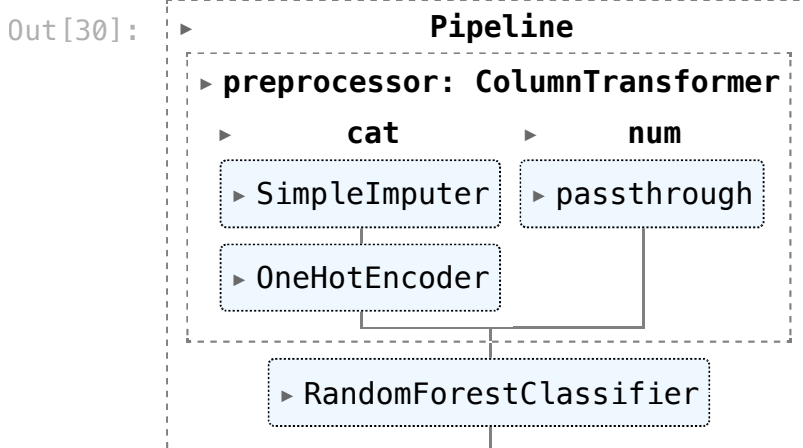 Out[30]:
Pipeline
preprocessor: ColumnTransformer
cat num
SimpleImputer passthrough
OneHotEncoder
RandomForestClassifier